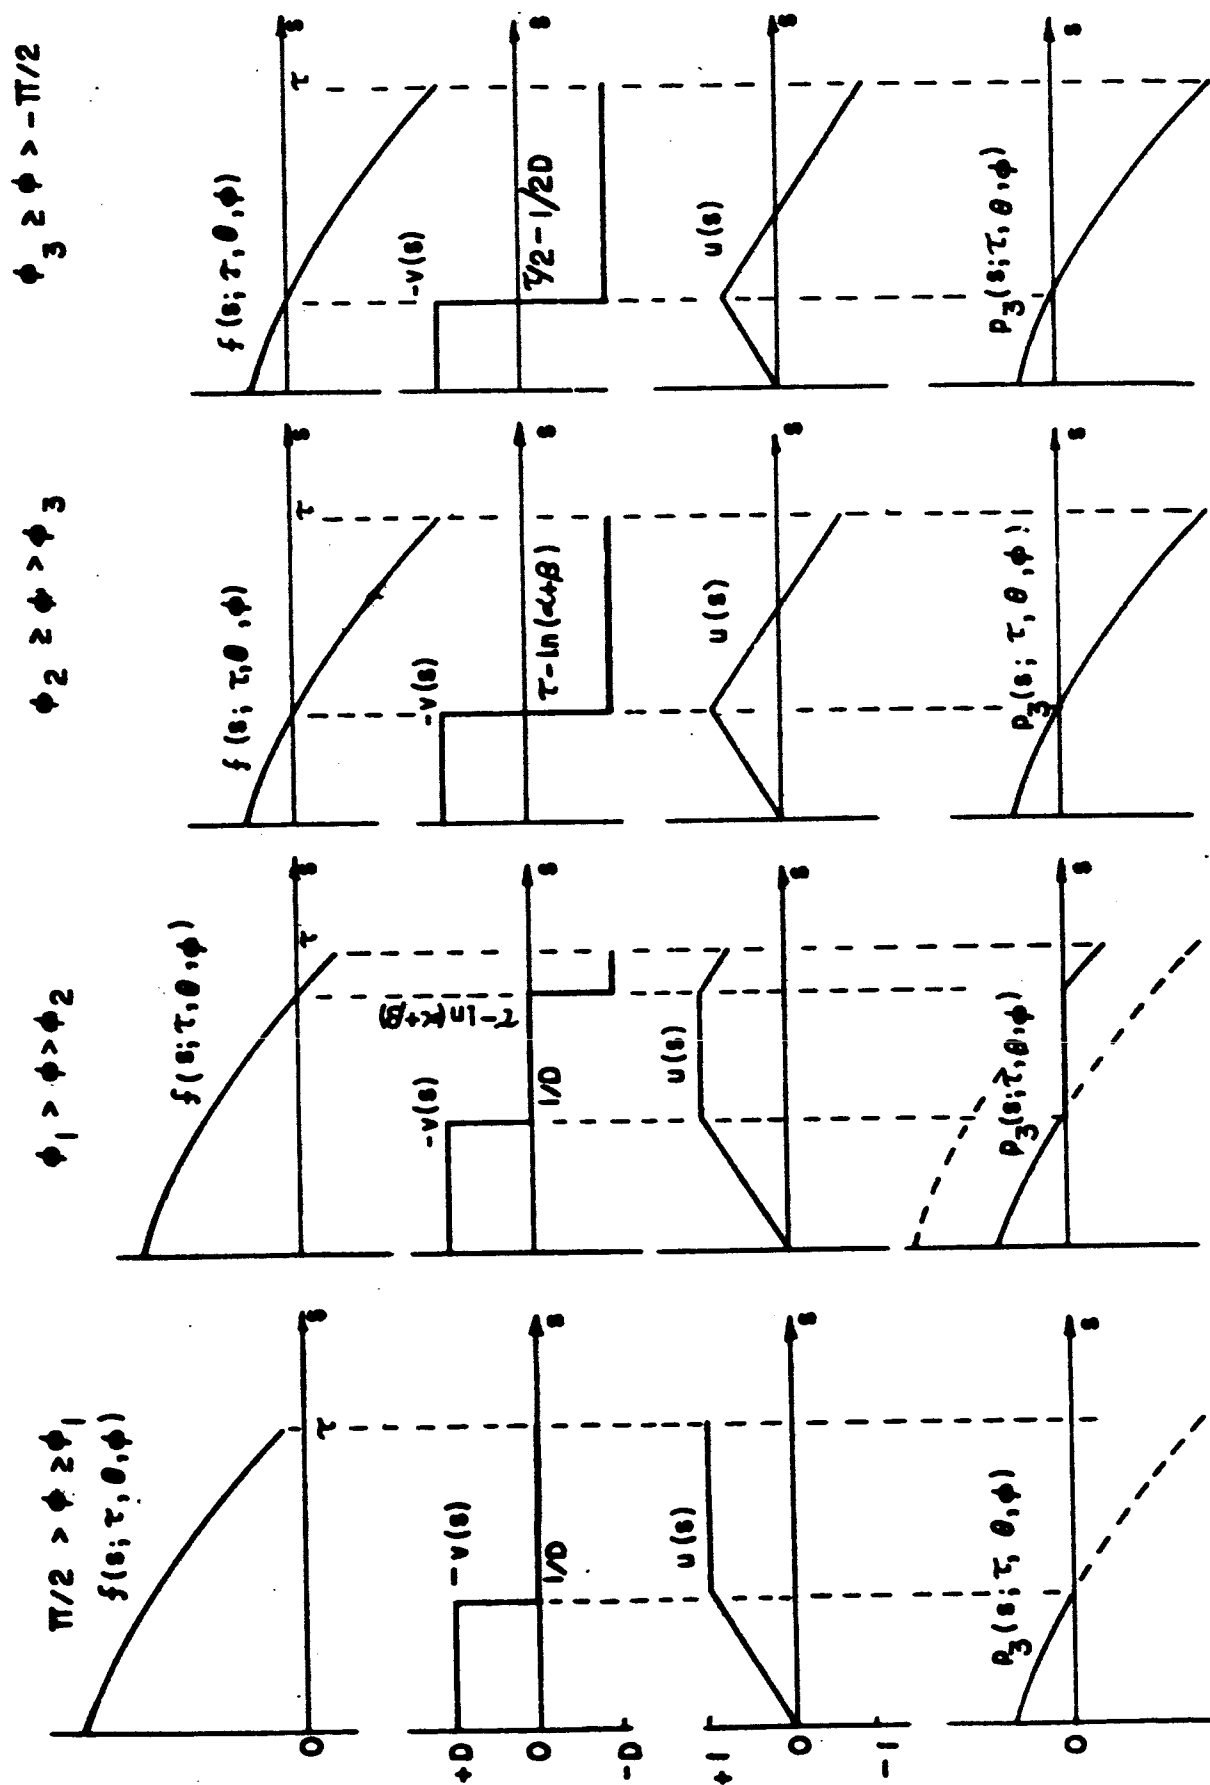 π/2 > ϕ ≥ ϕ₁
f(s; τ, θ, ϕ)
0
s
τ
-v(s)
+D
0
-D
1/D
s
u(s)
+1
0
-1
s
p₃(s; τ, θ, ϕ)
0
s
ϕ₁ > ϕ > ϕ₂
f(s; τ, θ, ϕ)
s
τ
-v(s)
1/D
τ-ln(α+β)
s
u(s)
s
p₃(s; τ, θ, ϕ)
s
ϕ₂ ≥ ϕ > ϕ₃
f(s; τ, θ, ϕ)
s
τ
-v(s)
τ-ln(α+β)
s
u(s)
s
p₃(s; τ, θ, ϕ)
s
ϕ₃ ≥ ϕ > -π/2
f(s; τ, θ, ϕ)
s
τ
-v(s)
τ/2-1/2D
s
u(s)
s
p₃(s; τ, θ, ϕ)
s